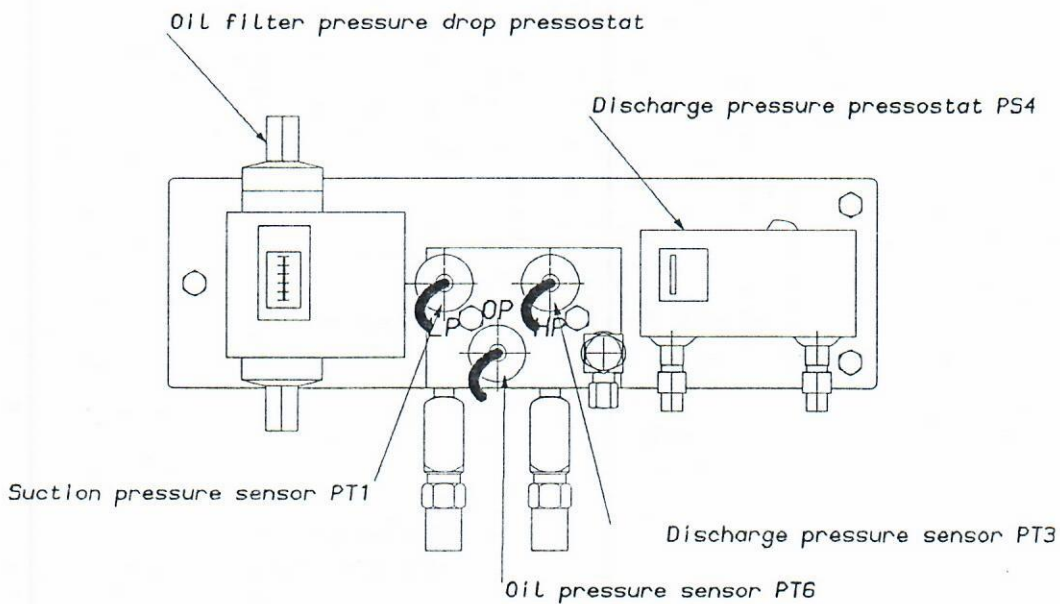 Oil filter pressure drop pressostat
Discharge pressure pressostat PS4
LP
OP
HP
Suction pressure sensor PT1
Discharge pressure sensor PT3
Oil pressure sensor PT6